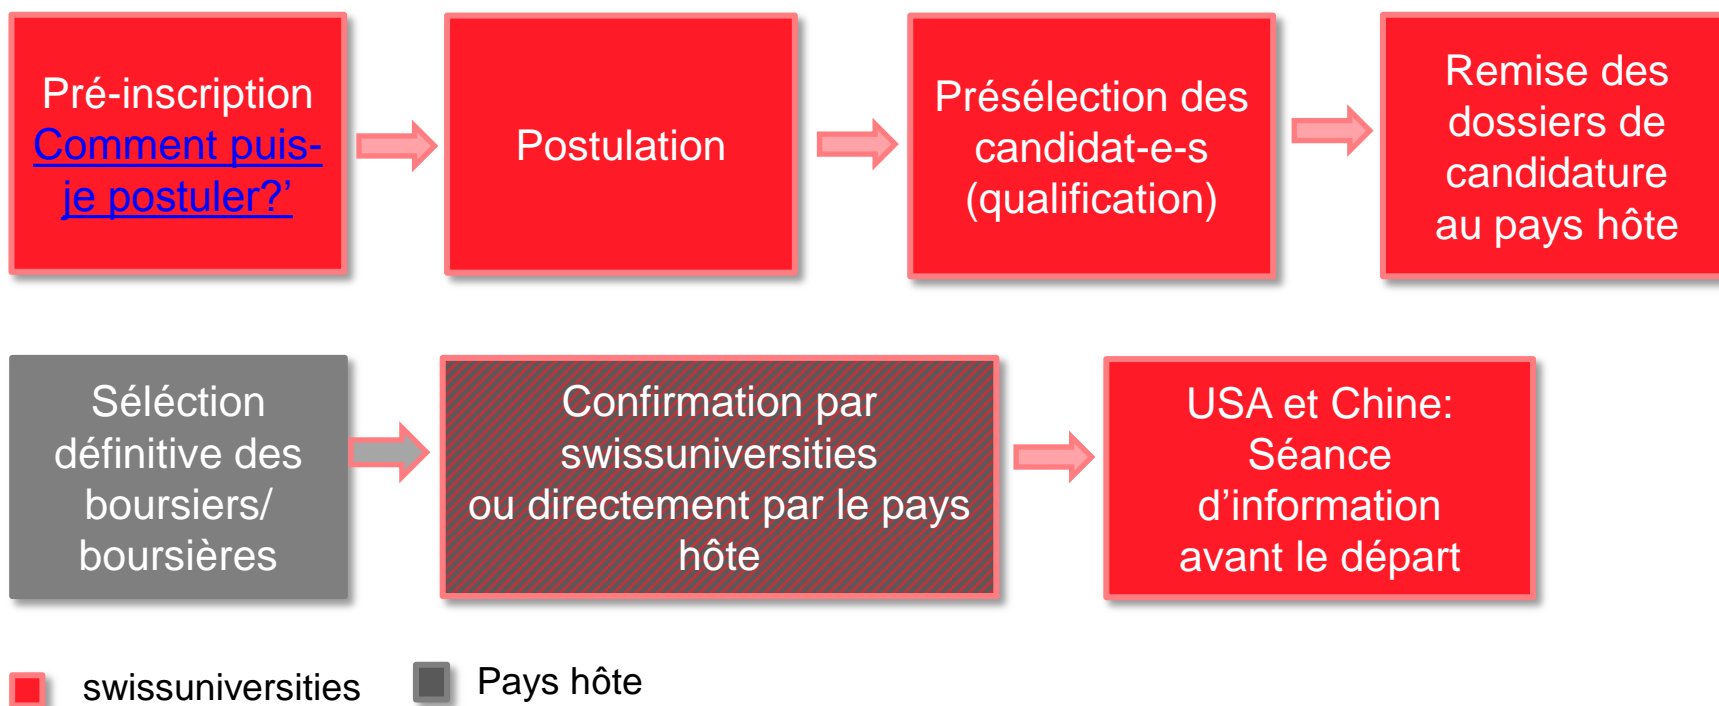 Pré-inscription
Comment puis-
je postuler?’
Postulation
Présélection des
candidat-e-s
(qualification)
Remise des
dossiers de
candidature
au pays hôte
Séléction
définitive des
boursiers/
boursières
Confirmation par
swissuniversities
ou directement par le pays
hôte
USA et Chine:
Séance
d’information
avant le départ
swissuniversities
Pays hôte